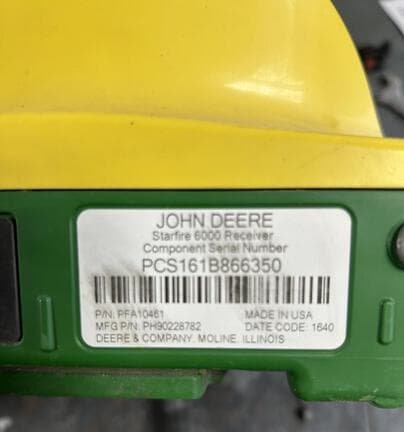 JOHN DEERE
Starfire 6000 Receiver
Component Serial Number
PCS161B866350
P/N: PFA10461 MADE IN USA
MFG P/N: PH90228782 DATE CODE: 1640
DEERE & COMPANY, MOLINE, ILLINOIS